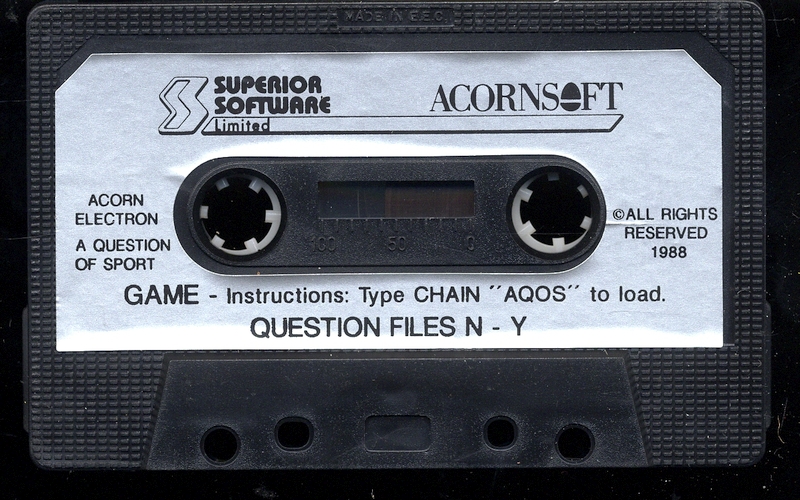 MADE IN E.E.C.
SUPERIOR
SOFTWARE
Limited
ACORNSOFT
ACORN
ELECTRON
A QUESTION
OF SPORT
100 50 0
©ALL RIGHTS
RESERVED
1988
GAME - Instructions: Type CHAIN ″AQOS″ to load.
QUESTION FILES N - Y